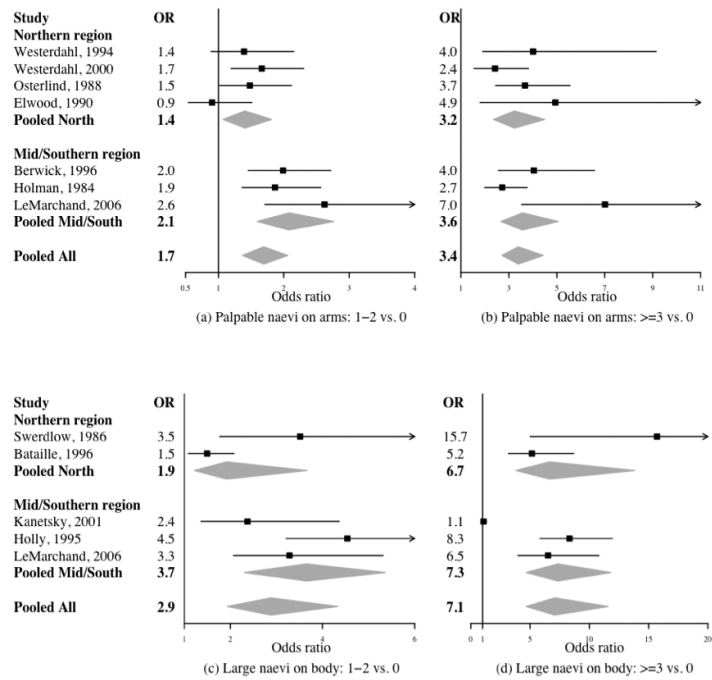 Study OR OR
Northern region
Westerdahl, 1994 1.4 4.0
Westerdahl, 2000 1.7 2.4
Osterlind, 1988 1.5 3.7
Elwood, 1990 0.9 4.9
Pooled North 1.4 3.2
Mid/Southern region
Berwick, 1996 2.0 4.0
Holman, 1984 1.9 2.7
LeMarchand, 2006 2.6 7.0
Pooled Mid/South 2.1 3.6
Pooled All 1.7 3.4
0.5 1 2 3 4 1 3 5 7 9 11
Odds ratio Odds ratio
(a) Palpable naevi on arms: 1−2 vs. 0 (b) Palpable naevi on arms: >=3 vs. 0
Study OR OR
Northern region
Swerdlow, 1986 3.5 15.7
Bataille, 1996 1.5 5.2
Pooled North 1.9 6.7
Mid/Southern region
Kanetsky, 2001 2.4 1.1
Holly, 1995 4.5 8.3
LeMarchand, 2006 3.3 6.5
Pooled Mid/South 3.7 7.3
Pooled All 2.9 7.1
1 2 4 6 0 1 5 10 15 20
Odds ratio Odds ratio
(c) Large naevi on body: 1−2 vs. 0 (d) Large naevi on body: >=3 vs. 0